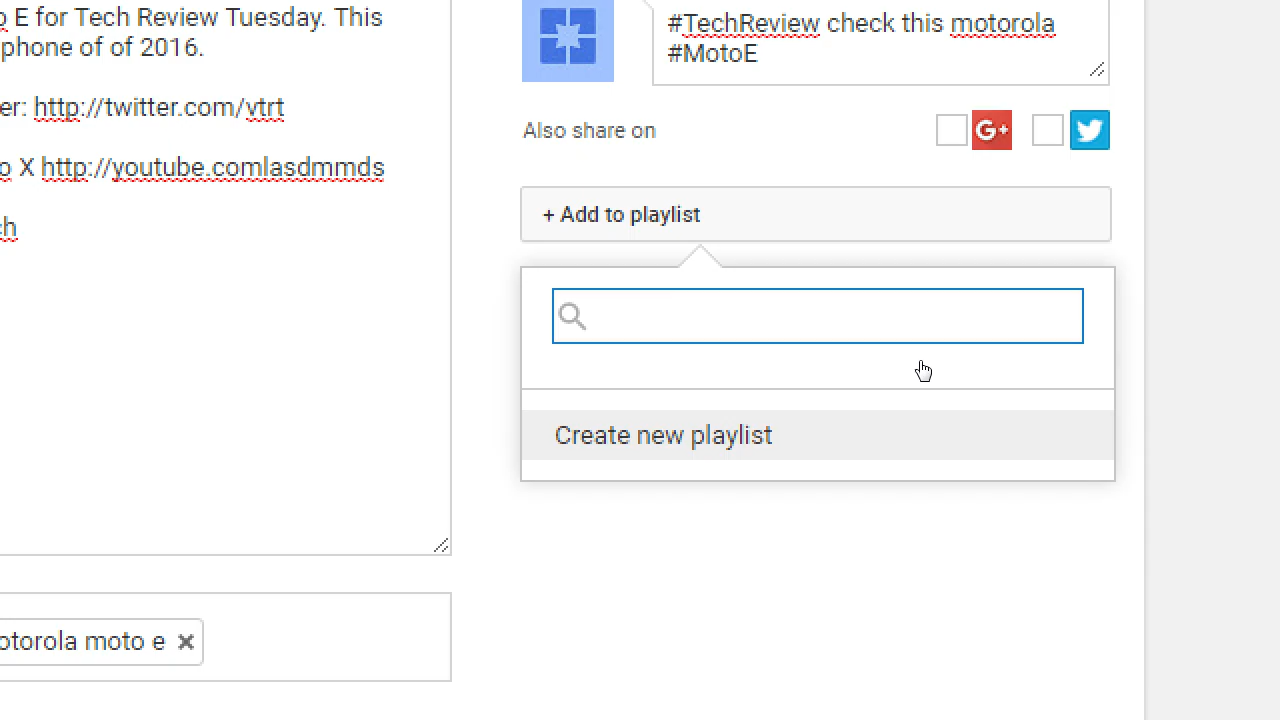 o E for Tech Review Tuesday. This
phone of of 2016.
er: http://twitter.com/vtrt
o X http://youtube.comlasdmmds
ch
otorola moto e ×
#TechReview check this motorola
#MotoE
Also share on
G+
+ Add to playlist
Create new playlist